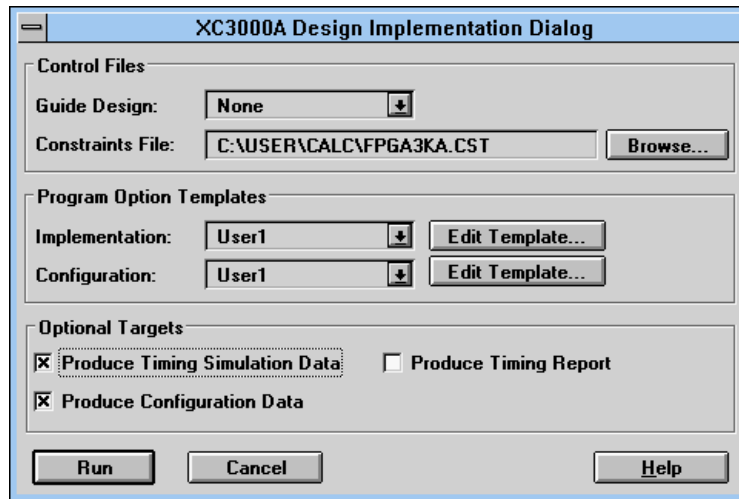 XC3000A Design Implementation Dialog
Control Files
Guide Design: None
Constraints File: C:\USER\CALC\FPGA3KA.CST Browse...
Program Option Templates
Implementation: User1 Edit Template...
Configuration: User1 Edit Template...
Optional Targets
Produce Timing Simulation Data Produce Timing Report
Produce Configuration Data
Run Cancel Help